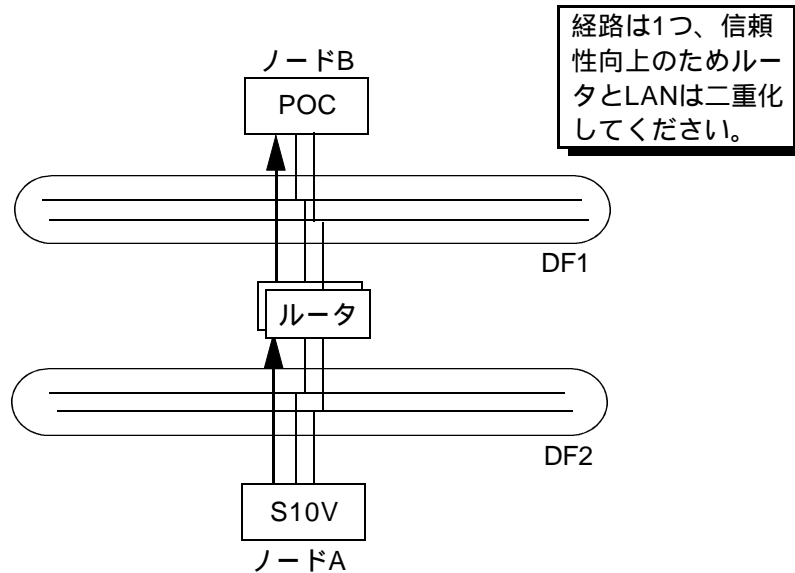 経路は1つ、信頼
性向上のためルー
タとLANは二重化
してください。
ノードB
POC
DF1
ルータ
DF2
S10V
ノードA